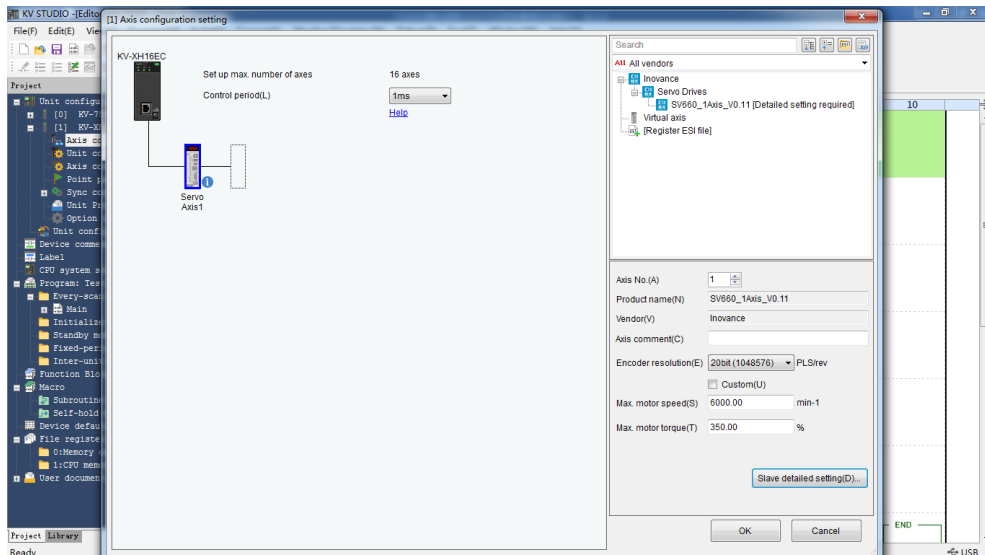 KV STUDIO -[Edito
File(F) Edit(E) Vie
Project
Unit configu
[0] KV-7
[1] KV-X
Axis co
Unit co
Axis co
Point p
Sync co
Unit Pr
Option
Unit conf
Device comme
Label
CPU system s
Program: Tes
Every-scan
Main
Initialize
Standby m
Fixed-per
Inter-unit
Function Blo
Macro
Subroutine
Self-hold
Device defau
File registe
0:Memory
1:CPU mem
User documen
Project Library
Ready
[1] Axis configuration setting
KV-XH16EC
Set up max. number of axes 16 axes
Control period(L) 1ms
Help
Servo
Axis1
Search
All All vendors
Inovance
Servo Drives
SV660_1Axis_V0.11 [Detailed setting required]
Virtual axis
[Register ESI file]
Axis No.(A) 1
Product name(N) SV660_1Axis_V0.11
Vendor(V) Inovance
Axis comment(C)
Encoder resolution(E) 20bit (1048576) PLS/rev
Custom(U)
Max. motor speed(S) 6000.00 min-1
Max. motor torque(T) 350.00 %
Slave detailed setting(D)...
OK Cancel
10
END
USB